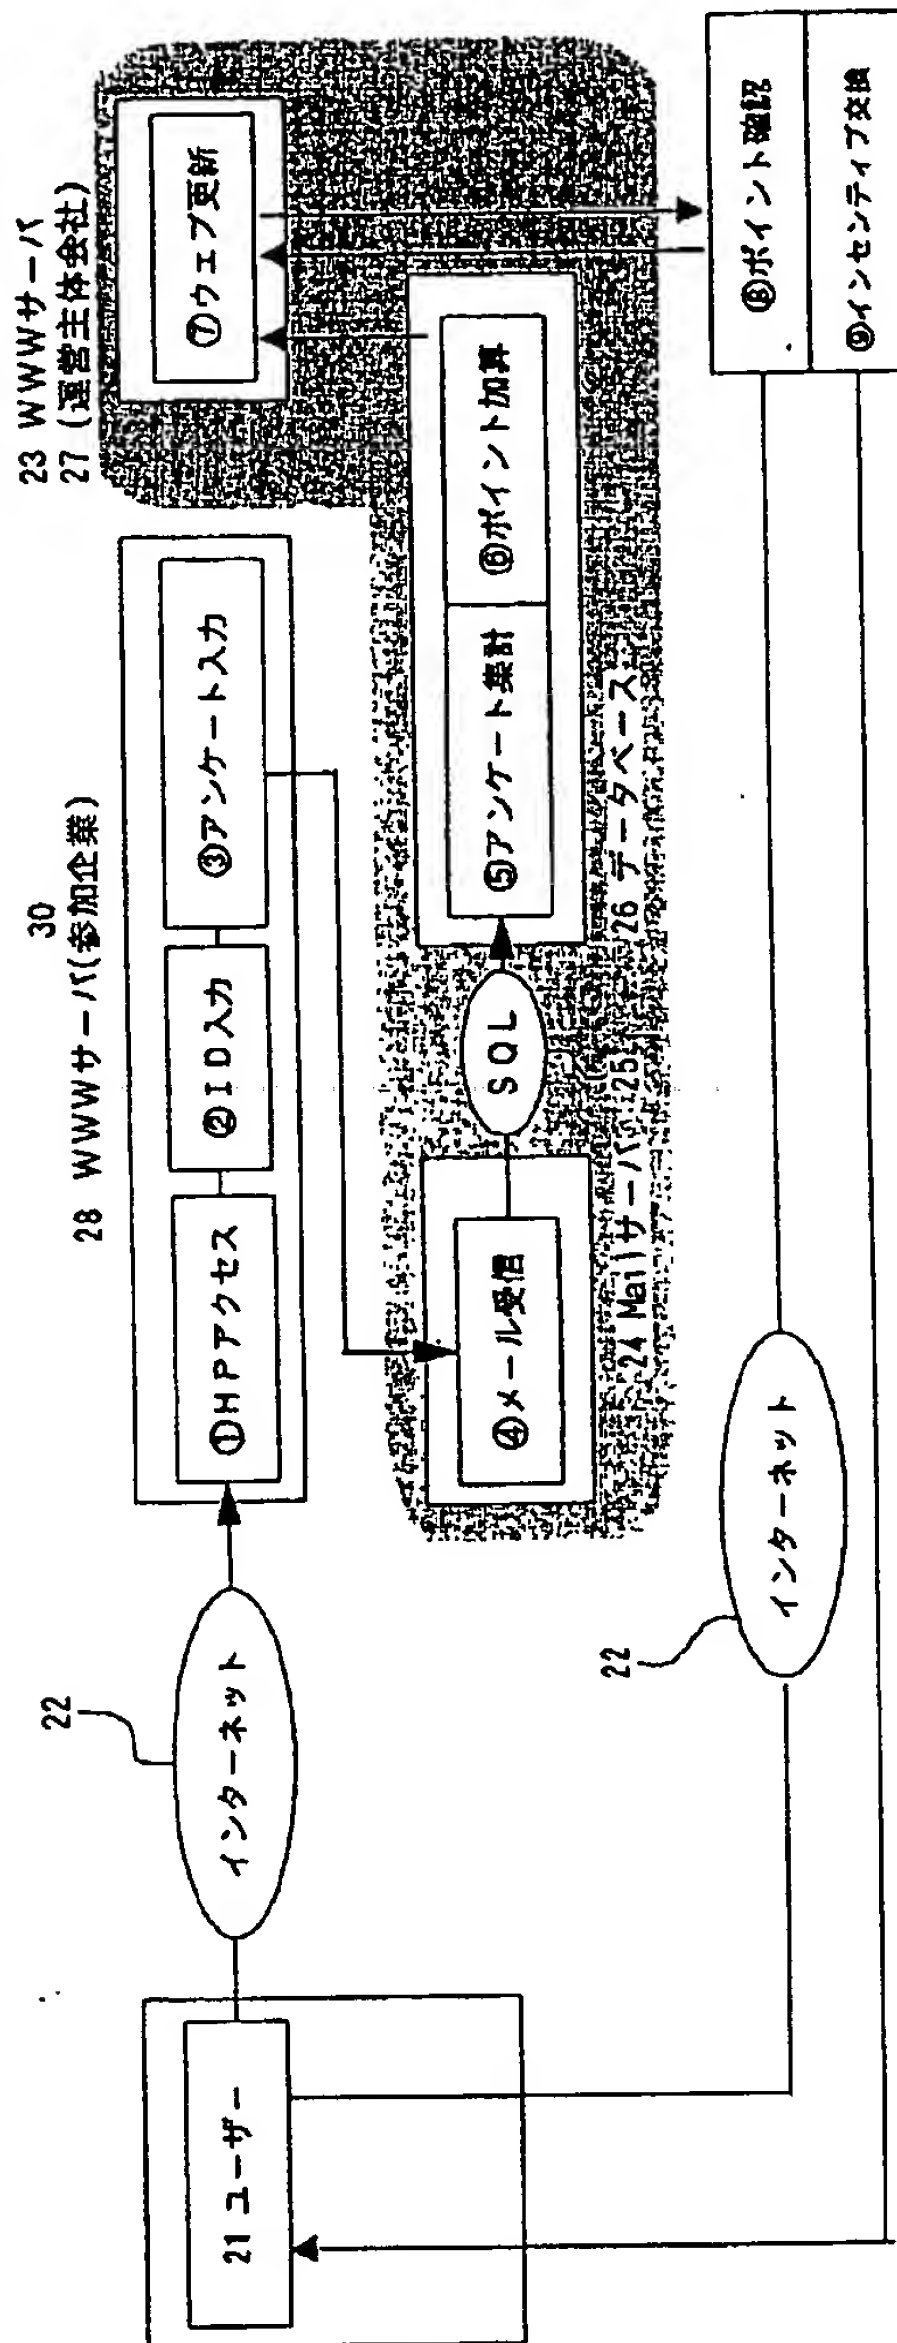 23 WWWサーバ
27 (運営主体会社)
30
28 WWWサーバ(参加企業)
22
21 ユーザー
インターネット
①HPアクセス
②ID入力
③アンケート入力
⑦ウェブ更新
④メール受信
SQL
⑤アンケート集計
⑥ポイント加算
24 Mailサーバ
25
26 データベース
22
インターネット
⑧ポイント確認
⑨インセンティブ交換